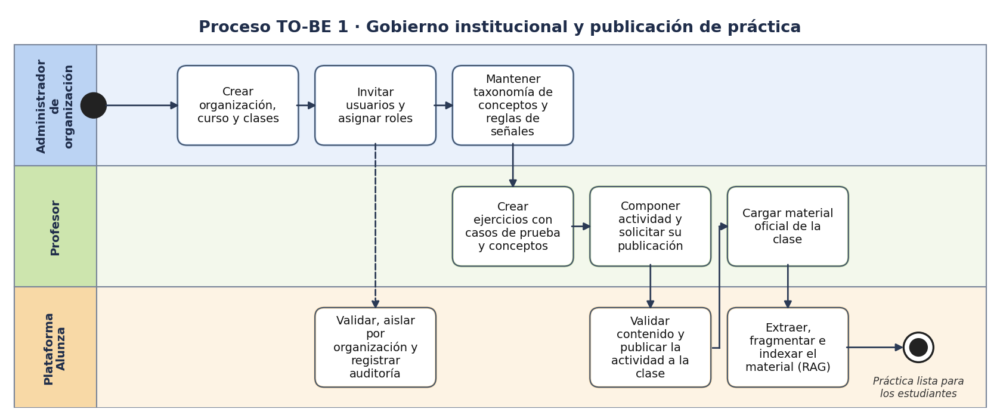 Proceso TO-BE 1 · Gobierno institucional y publicación de práctica
Administrador
de
organización
Crear
organización,
curso y clases
Invitar
usuarios y
asignar roles
Mantener
taxonomía de
conceptos y
reglas de
señales
Profesor
Crear
ejercicios con
casos de prueba
y conceptos
Componer
actividad y
solicitar su
publicación
Cargar material
oficial de la
clase
Plataforma
Alunza
Validar, aislar
por
organización y
registrar
auditoría
Validar
contenido y
publicar la
actividad a la
clase
Extraer,
fragmentar e
indexar el
material (RAG)
Práctica lista para
los estudiantes